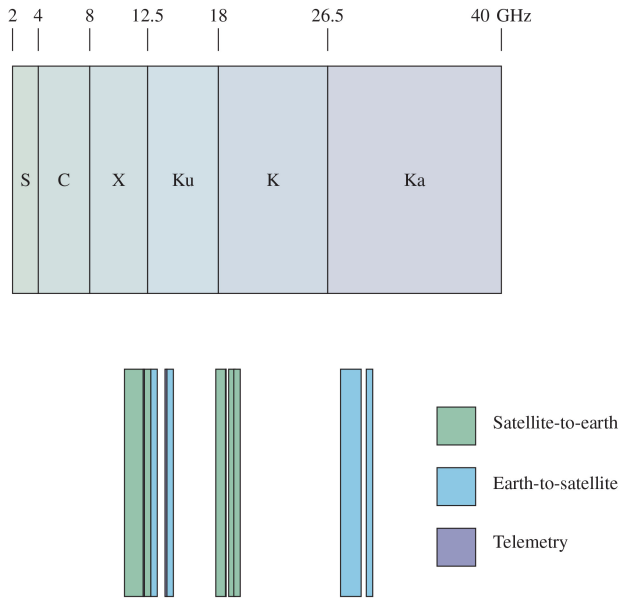 2 4 8 12.5 18 26.5 40 GHz
S C X Ku K Ka
Satellite-to-earth
Earth-to-satellite
Telemetry